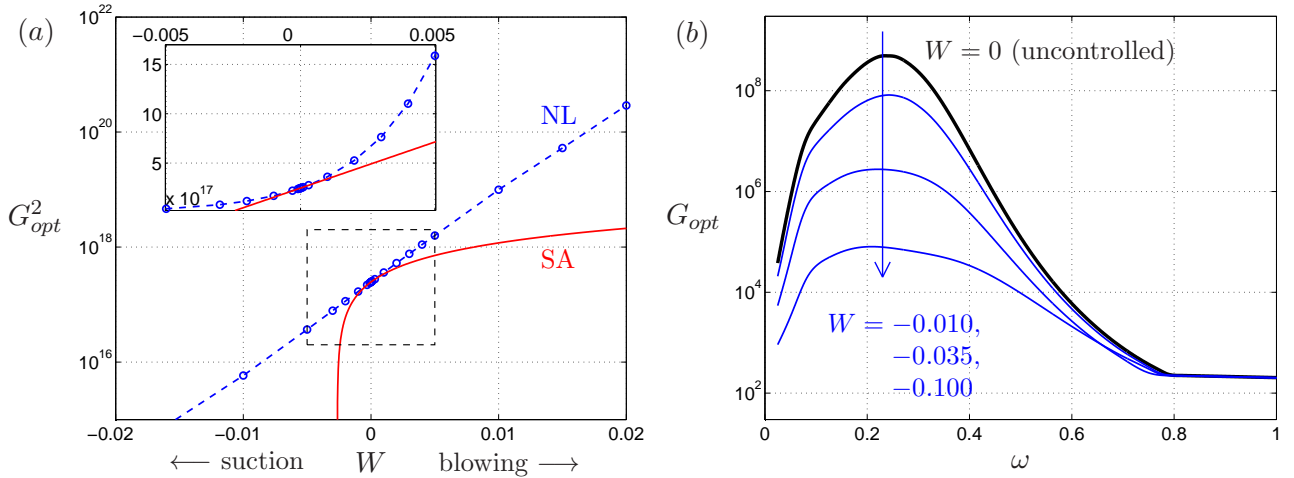 (a)
10^22
10^20
10^18
10^16
G^2_opt
−0.005 0 0.005
15
10
5
x 10^17
NL
SA
−0.02 −0.01 0 0.01 0.02
⟵ suction W blowing ⟶
(b)
W = 0 (uncontrolled)
10^8
10^6
10^4
10^2
G_opt
W = −0.010,
−0.035,
−0.100
0 0.2 0.4 0.6 0.8 1
ω